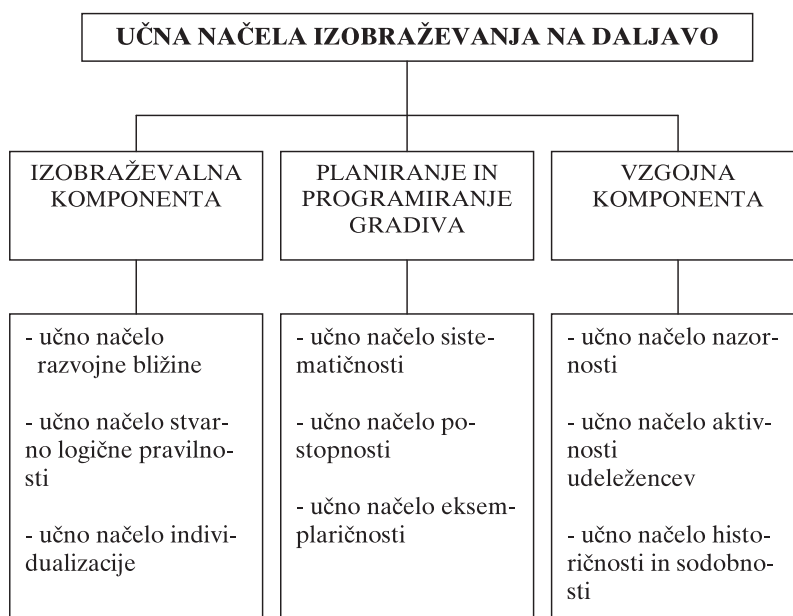 UČNA NAČELA IZOBRAŽEVANJA NA DALJAVO
IZOBRAŽEVALNA
KOMPONENTA
PLANIRANJE IN
PROGRAMIRANJE
GRADIVA
VZGOJNA
KOMPONENTA
- učno načelo
razvojne bližine
- učno načelo stvar-
no logične pravilno-
sti
- učno načelo indivi-
dualizacije
- učno načelo siste-
matičnosti
- učno načelo po-
stopnosti
- učno načelo eksem-
plaričnosti
- učno načelo nazor-
nosti
- učno načelo aktiv-
nosti
udeležencev
- učno načelo histo-
ričnosti in sodobno-
sti